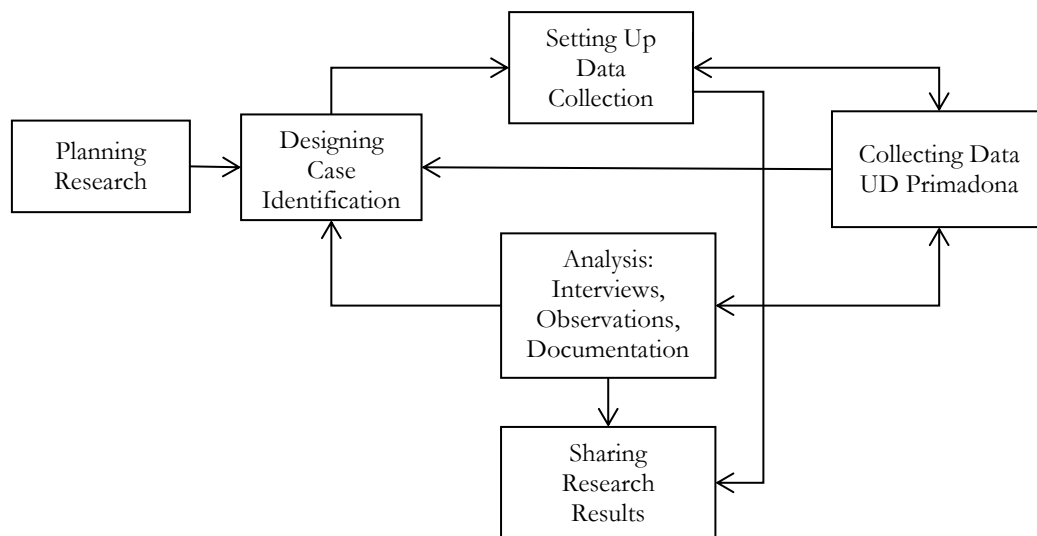 Setting Up
Data
Collection
Planning
Research
Designing
Case
Identification
Collecting Data
UD Primadona
Analysis:
Interviews,
Observations,
Documentation
Sharing
Research
Results